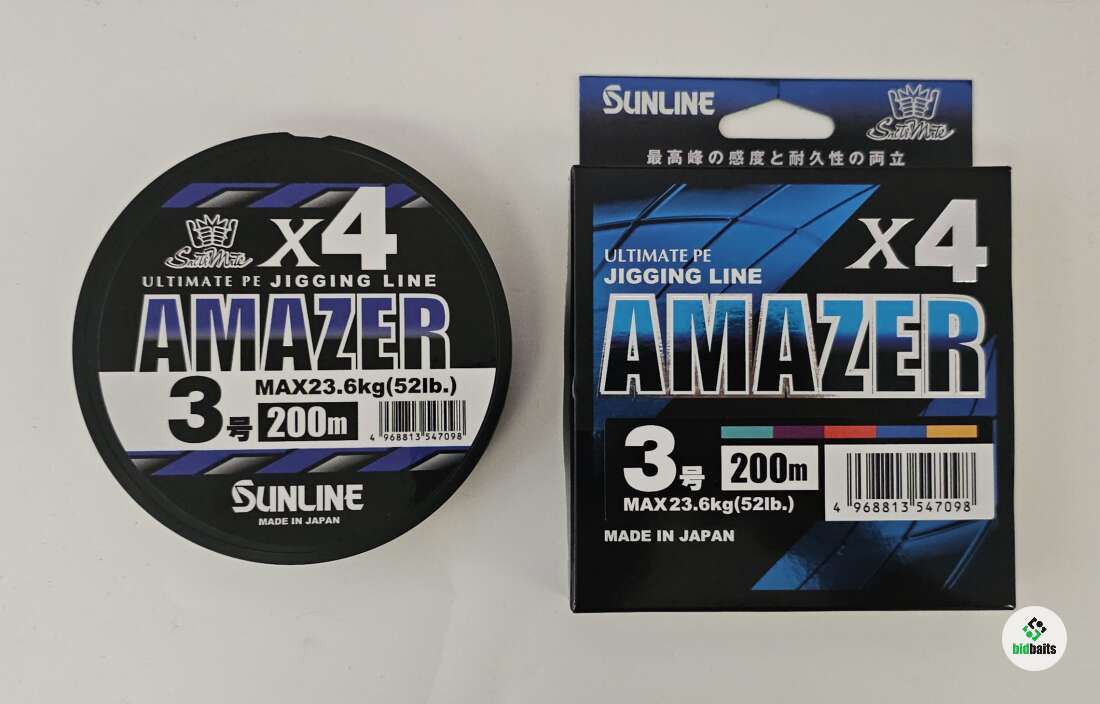 SaltiMate
X4
ULTIMATE PE JIGGING LINE
AMAZER
3号
MAX23.6kg(52lb.)
200m
4 968813 547098
SUNLINE
MADE IN JAPAN
SUNLINE
SaltiMate
最高峰の感度と耐久性の両立
X4
ULTIMATE PE
JIGGING LINE
AMAZER
3号
200m
MAX23.6kg(52lb.)
4 968813 547098
MADE IN JAPAN
bidbaits